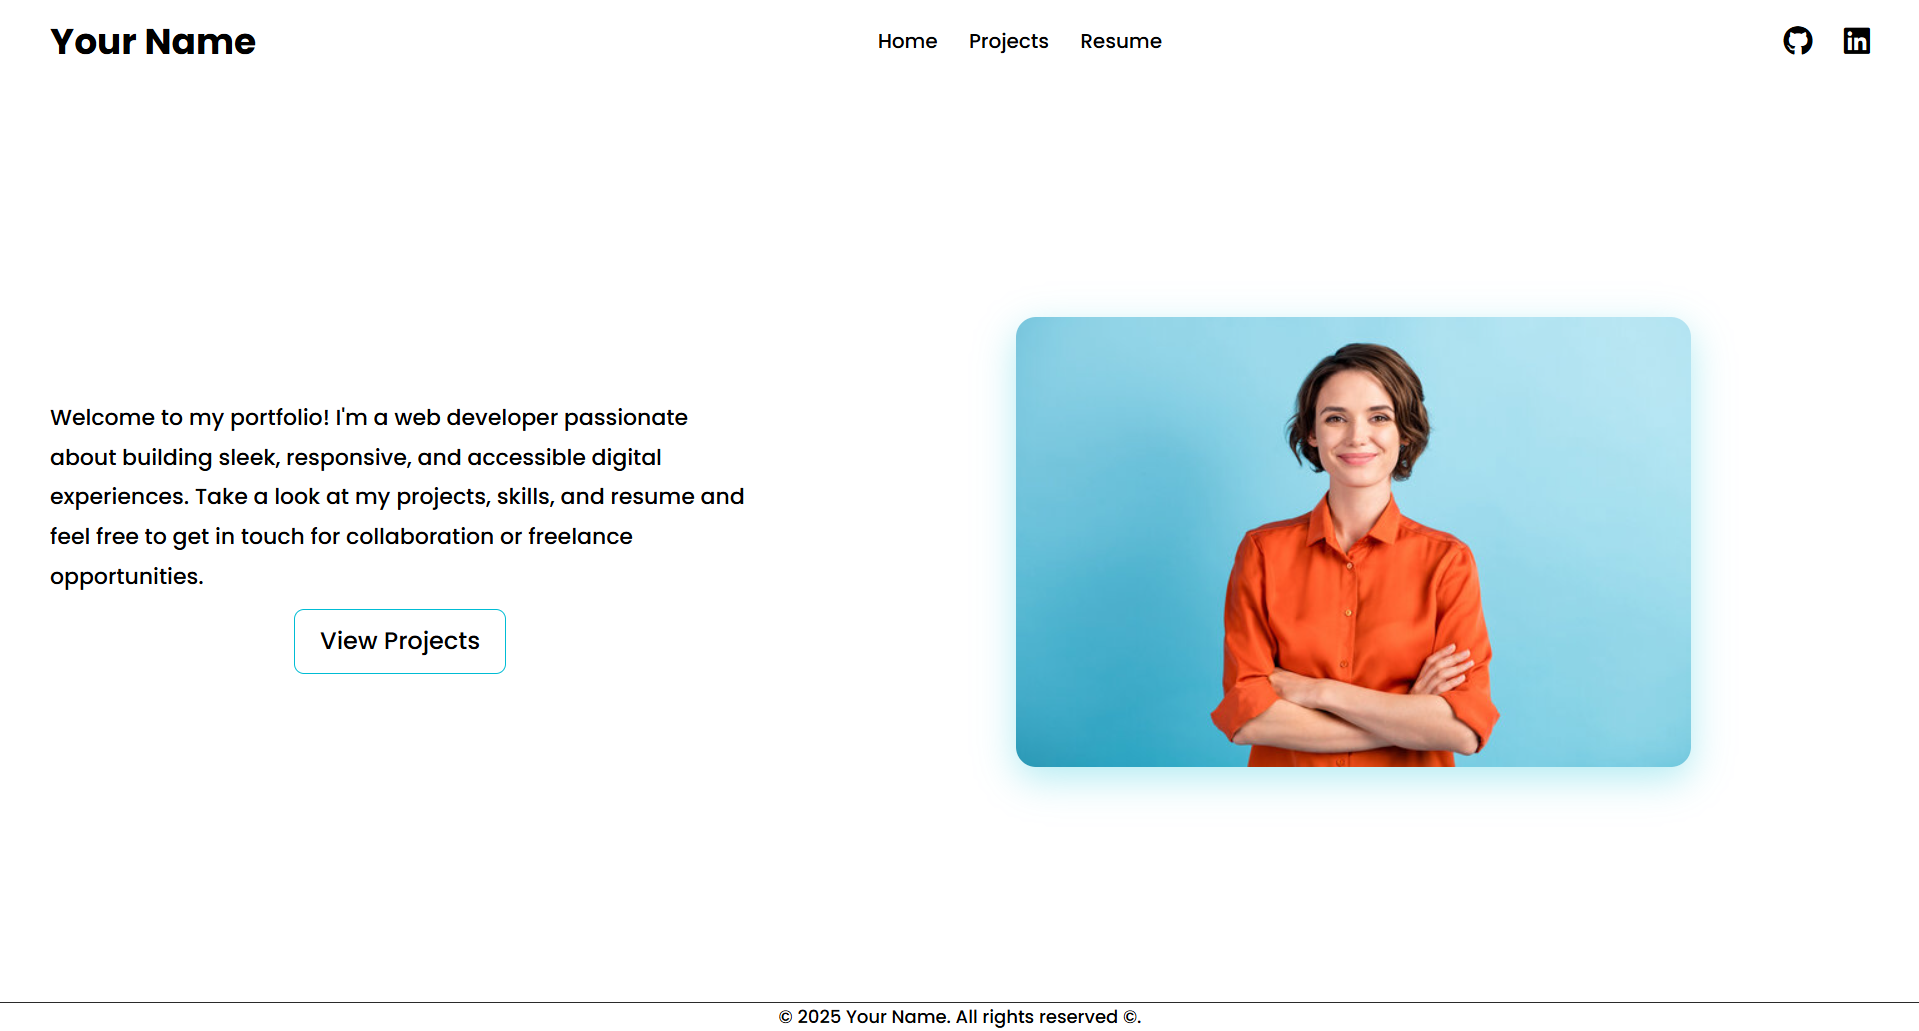 Your Name
Home Projects Resume
in
Welcome to my portfolio! I'm a web developer passionate
about building sleek, responsive, and accessible digital
experiences. Take a look at my projects, skills, and resume and
feel free to get in touch for collaboration or freelance
opportunities.
View Projects
© 2025 Your Name. All rights reserved ©.